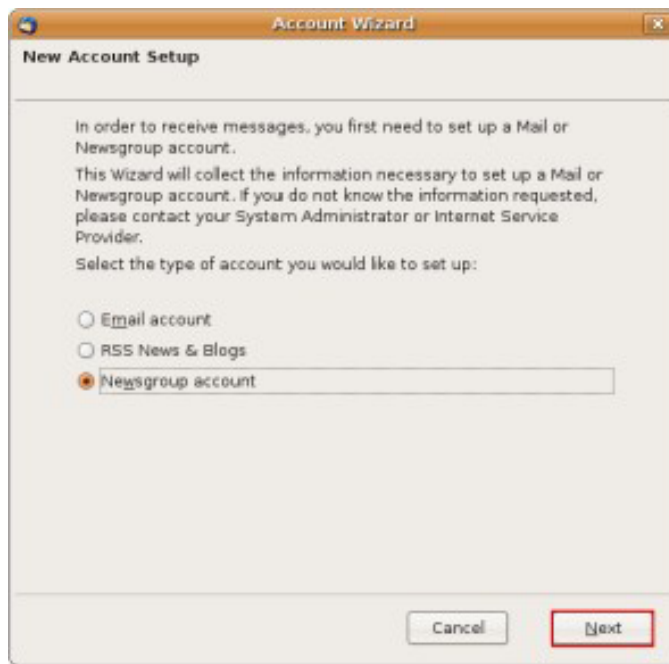 Account Wizard
New Account Setup
In order to receive messages, you first need to set up a Mail or
Newsgroup account.
This Wizard will collect the information necessary to set up a Mail or
Newsgroup account. If you do not know the information requested,
please contact your System Administrator or Internet Service
Provider.
Select the type of account you would like to set up:
Email account
RSS News & Blogs
Newsgroup account
Cancel
Next